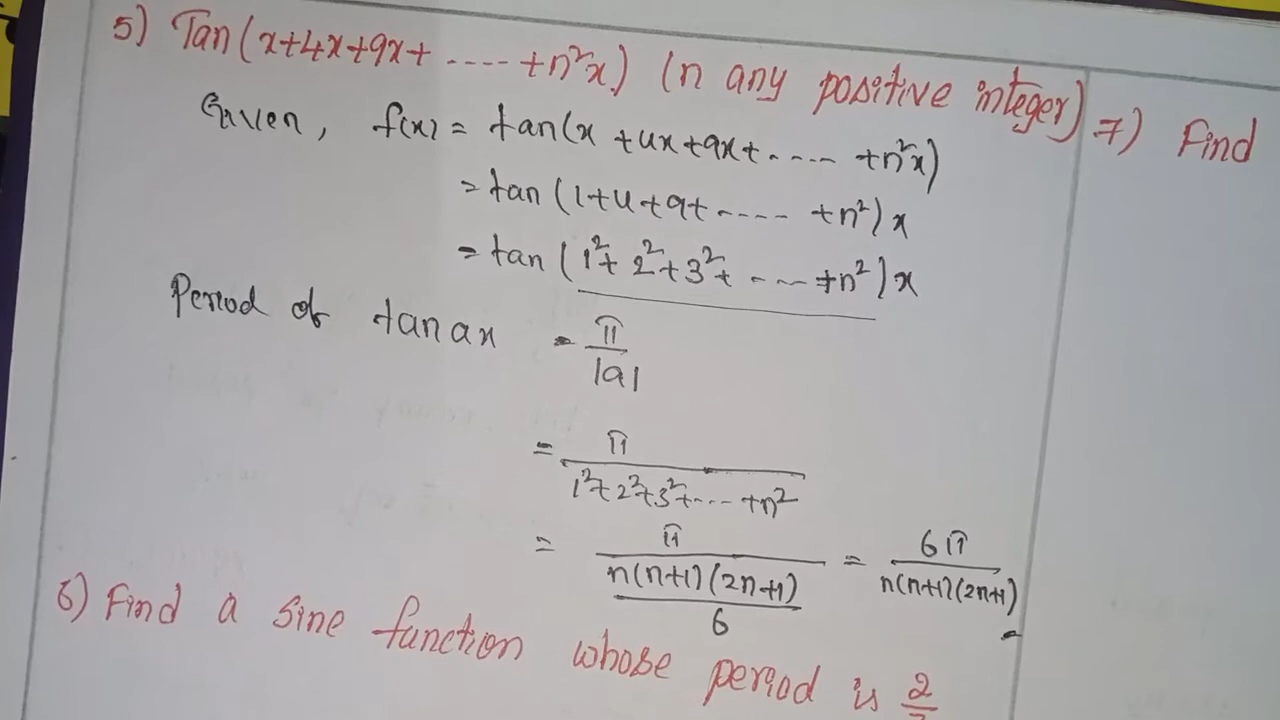 5) Tan(x+4x+9x+ ..... +n²x) (n any positive integer)
Given, f(x) = tan(x+4x+9x+..... +n²x)
= tan (1+4+9+..... +n²) x
= tan (1²+2²+3²+ ..... +n²) x
Period of tan ax = π/|a|
= π/(1²+2²+3²+.... +n²)
= π/(n(n+1)(2n+1)/6) = 6π/(n(n+1)(2n+1))
6) Find a sine function whose period is 2
7) Find